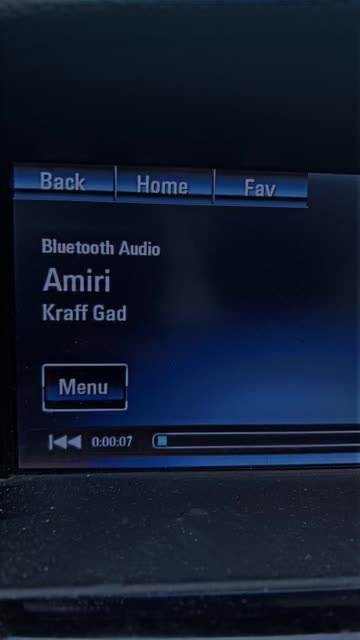 Back Home Fav
Bluetooth Audio
Amiri
Kraff Gad
Menu
0:00:07